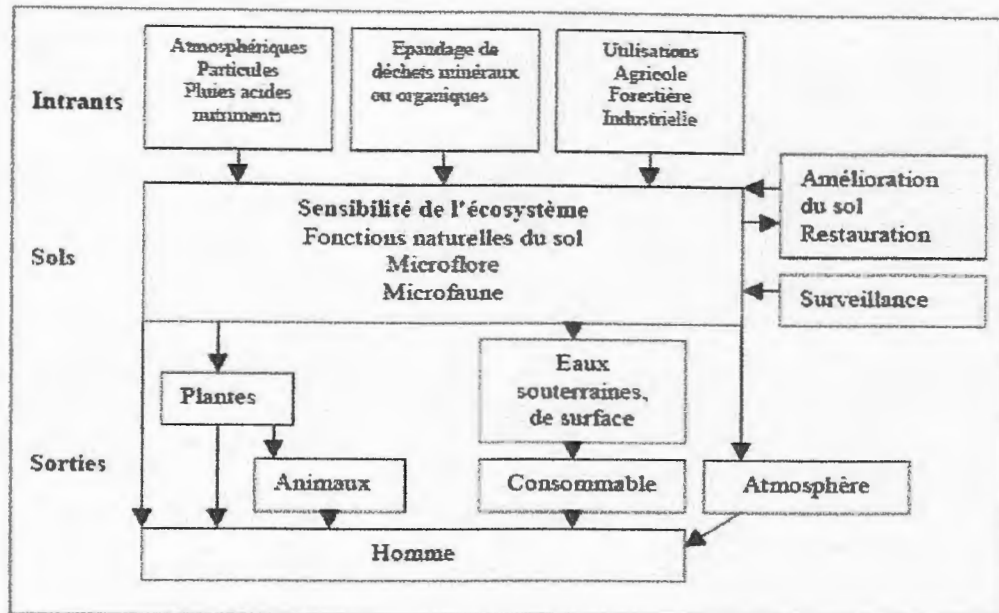 Intrants
Atmosphériques
Particules
Pluies acides
nutriments
Epandage de
déchets minéraux
ou organiques
Utilisations
Agricole
Forestière
Industrielle
Sols
Sensibilité de l'écosystème
Fonctions naturelles du sol
Microflore
Microfaune
Amélioration
du sol
Restauration
Surveillance
Sorties
Plantes
Eaux
souterraines,
de surface
Animaux
Consommable
Atmosphère
Homme